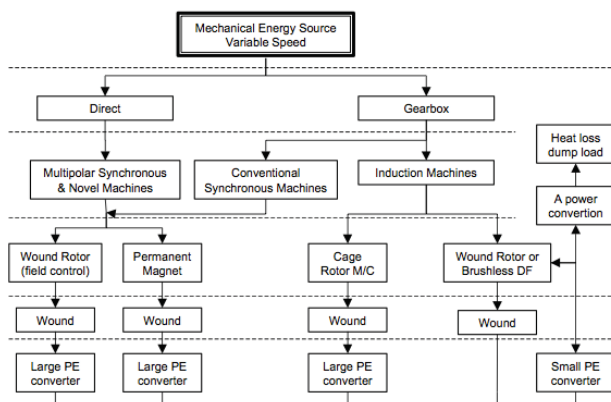 Mechanical Energy Source
Variable Speed
Direct
Gearbox
Heat loss
dump load
Multipolar Synchronous
& Novel Machines
Conventional
Synchronous Machines
Induction Machines
A power
convertion
Wound Rotor
(field control)
Permanent
Magnet
Cage
Rotor M/C
Wound Rotor or
Brushless DF
Wound
Wound
Wound
Wound
Large PE
converter
Large PE
converter
Large PE
converter
Small PE
converter